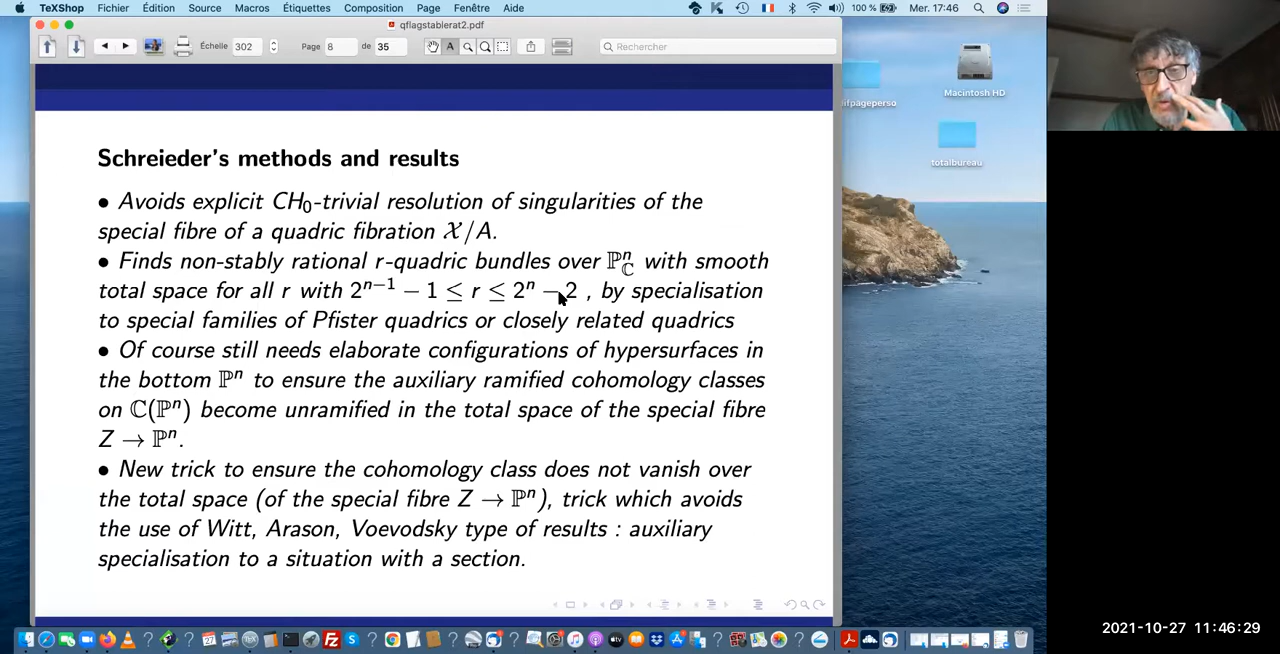 TeXShop Fichier Édition Source Macros Étiquettes Composition Page Fenêtre Aide 100 % Mer. 17:46
qflagstablerat2.pdf
Échelle 302 Page 8 de 35 Rechercher
ifpageperso
Macintosh HD
totalbureau
Schreieder's methods and results
• Avoids explicit CH₀-trivial resolution of singularities of the
special fibre of a quadric fibration 𝒳/A.
• Finds non-stably rational r-quadric bundles over ℙⁿ_ℂ with smooth
total space for all r with 2ⁿ⁻¹ − 1 ≤ r ≤ 2ⁿ − 2 , by specialisation
to special families of Pfister quadrics or closely related quadrics
• Of course still needs elaborate configurations of hypersurfaces in
the bottom ℙⁿ to ensure the auxiliary ramified cohomology classes
on ℂ(ℙⁿ) become unramified in the total space of the special fibre
Z → ℙⁿ.
• New trick to ensure the cohomology class does not vanish over
the total space (of the special fibre Z → ℙⁿ), trick which avoids
the use of Witt, Arason, Voevodsky type of results : auxiliary
specialisation to a situation with a section.
2021-10-27 11:46:29